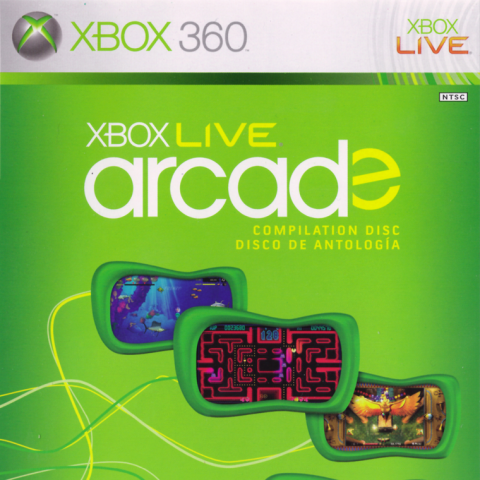 XBOX 360
XBOX
LIVE
NTSC
XBOX LIVE
arcade
COMPILATION DISC
DISCO DE ANTOLOGÍA